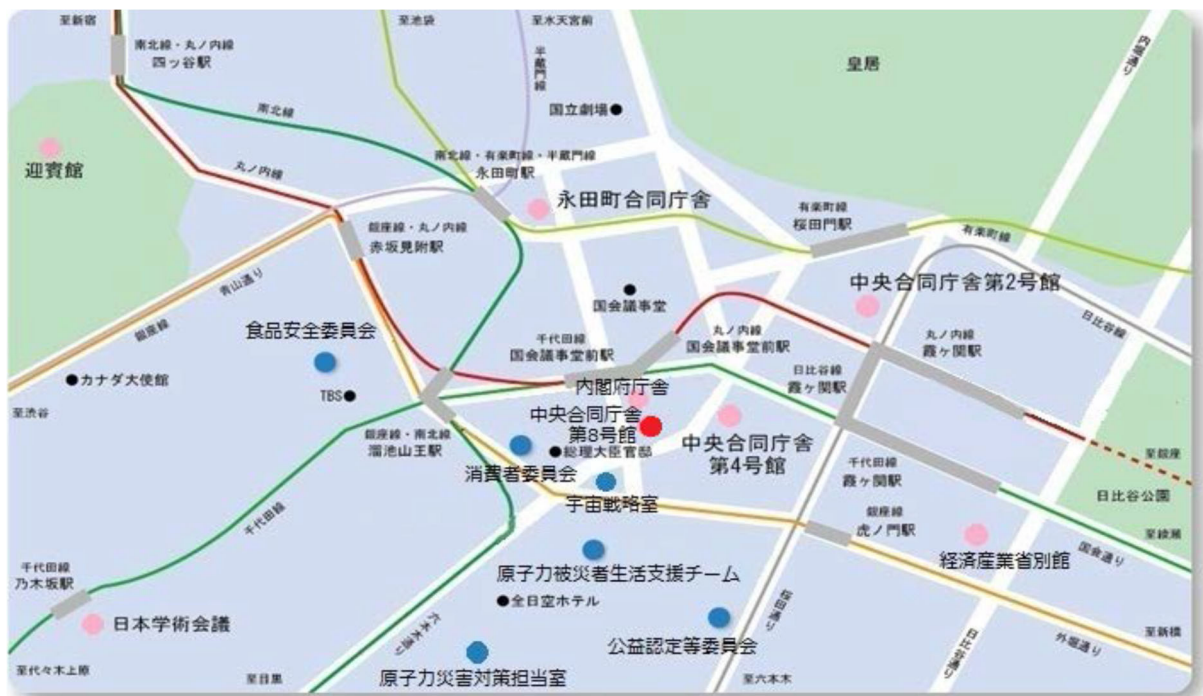 至新宿
至池袋
至水天宮前
南北線・丸ノ内線
四ッ谷駅
半蔵門線
内堀通り
皇居
南北線
国立劇場
迎賓館
丸ノ内線
南北線・有楽町線・半蔵門線
永田町駅
永田町合同庁舎
有楽町線
桜田門駅
有楽町線
銀座線・丸ノ内線
赤坂見附駅
青山通り
中央合同庁舎第2号館
国会議事堂
銀座線
日比谷線
食品安全委員会
千代田線
国会議事堂前駅
丸ノ内線
国会議事堂前駅
丸ノ内線
霞ヶ関駅
カナダ大使館
TBS
内閣府庁舎
日比谷線
霞ヶ関駅
至渋谷
中央合同庁舎
第8号館
銀座線・南北線
溜池山王駅
総理大臣官邸
中央合同庁舎
第4号館
至銀座
消費者委員会
千代田線
霞ヶ関駅
日比谷公園
宇宙戦略室
千代田線
銀座線
虎ノ門駅
至綾瀬
国会通り
経済産業省別館
千代田線
乃木坂駅
原子力被災者生活支援チーム
全日空ホテル
日本学術会議
六本木通り
桜田通り
公益認定等委員会
日比谷通り
外堀通り
至新橋
至代々木上原
至目黒
原子力災害対策担当室
至六本木